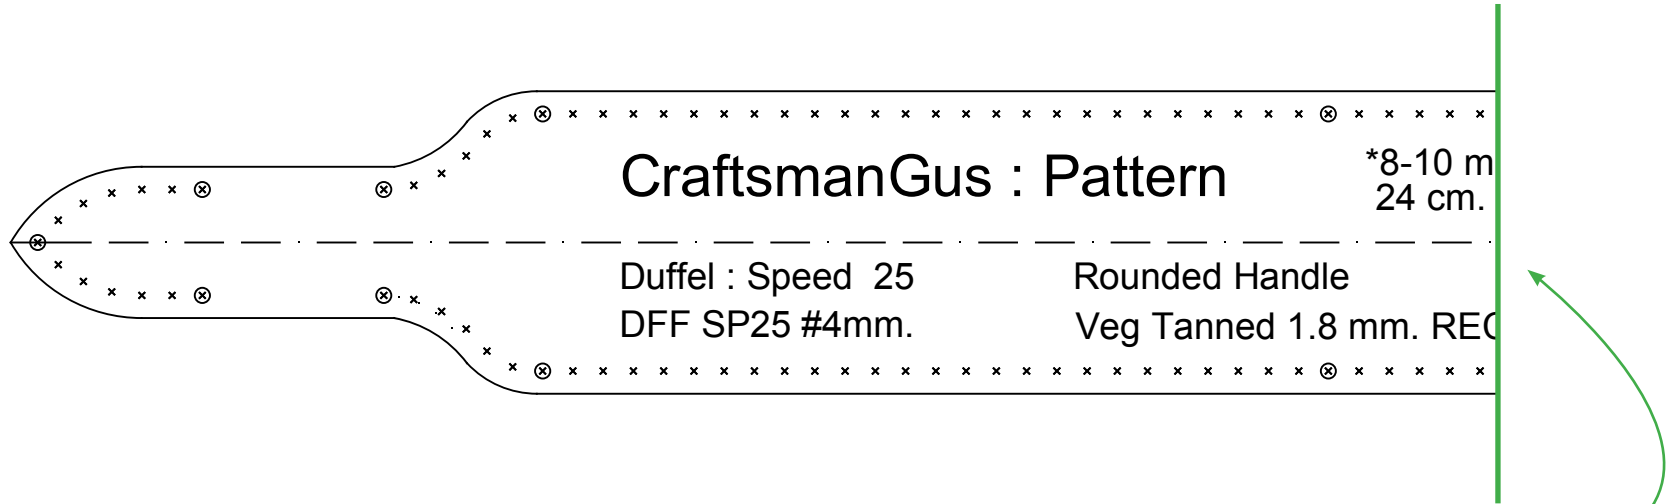 CraftsmanGus : Pattern
*8-10 m
24 cm.
Duffel : Speed 25
Rounded Handle
DFF SP25 #4mm.
Veg Tanned 1.8 mm.